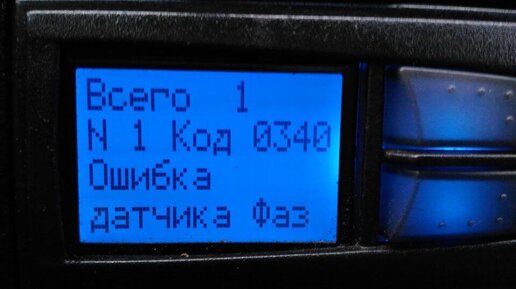 Всего 1
N 1 Код 0340
Ошибка
датчика Фаз